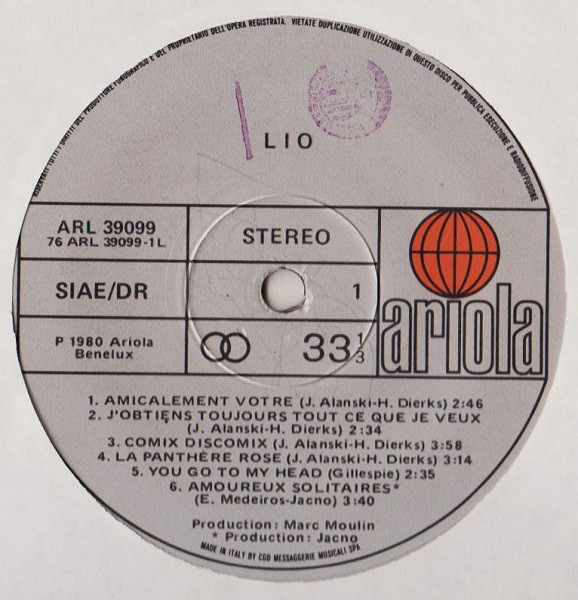 RISERVATI TUTTI I DIRITTI DEL PRODUTTORE FONOGRAFICO E DEL PROPRIETARIO DELL'OPERA REGISTRATA. VIETATE DUPLICAZIONE UTILIZZAZIONE DI QUESTO DISCO PER PUBBLICA ESECUZIONE E RADIODIFFUSIONE
LIO
ARL 39099
76 ARL 39099-1L
STEREO
SIAE/DR
1
ariola
P 1980 Ariola
Benelux
33 1/3
1. AMICALEMENT VOTRE (J. Alanski-H. Dierks) 2:46
2. J'OBTIENS TOUJOURS TOUT CE QUE JE VEUX
(J. Alanski-H. Dierks) 2:34
3. COMIX DISCOMIX (J. Alanski-H. Dierks) 3:58
4. LA PANTHÈRE ROSE (J. Alanski-H. Dierks) 3:14
5. YOU GO TO MY HEAD (Gillespie) 2:35
6. AMOUREUX SOLITAIRES*
(E. Medeiros-Jacno) 3:40
Production: Marc Moulin
* Production: Jacno
MADE IN ITALY BY CGD MESSAGGERIE MUSICALI SPA